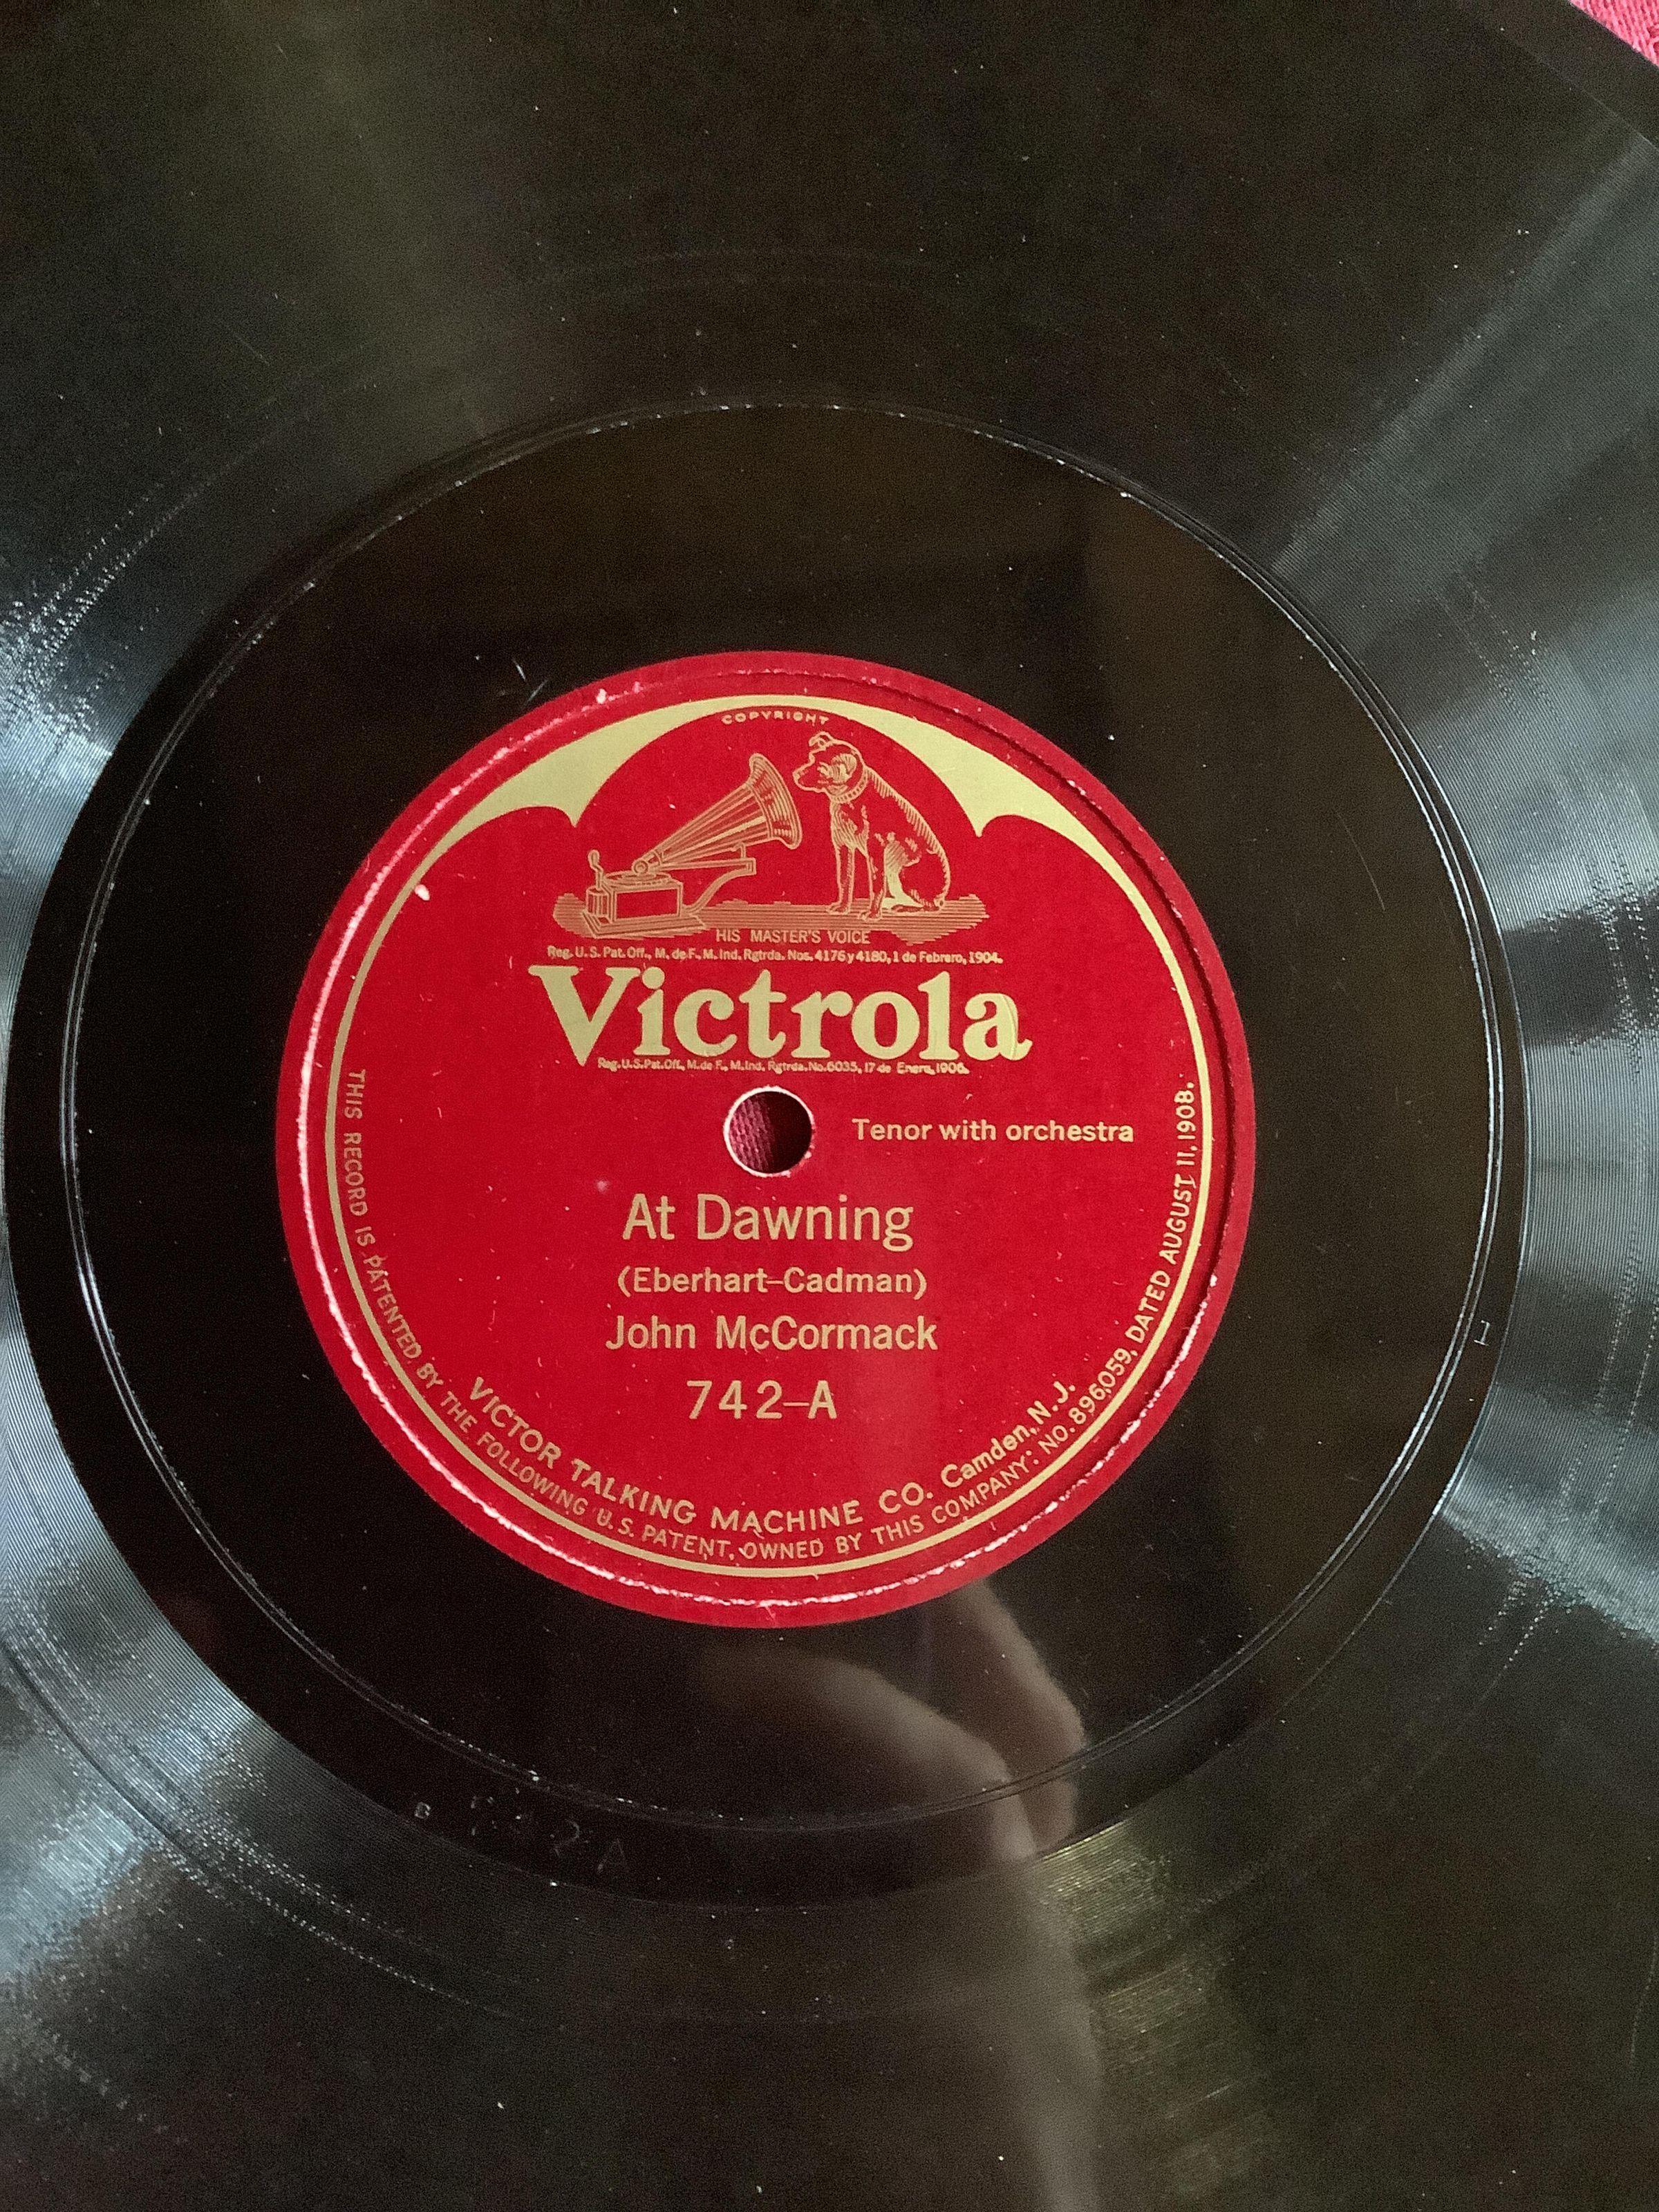 COPYRIGHT
HIS MASTER'S VOICE
Reg. U. S. Pat. Off., M. de F., M. Ind. Rgtrda. Nos. 4176 y 4180, 1 de Febrero, 1904.
Victrola
Reg. U. S. Pat. Off., M. de F., M. Ind. Rgtrda. No. 6035, 17 de Enero, 1906.
Tenor with orchestra
At Dawning
(Eberhart-Cadman)
John McCormack
742-A
VICTOR TALKING MACHINE CO. Camden, N. J.
THIS RECORD IS PATENTED BY THE FOLLOWING U. S. PATENT, OWNED BY THIS COMPANY: NO. 896,059, DATED AUGUST 11, 1908.
B 742A